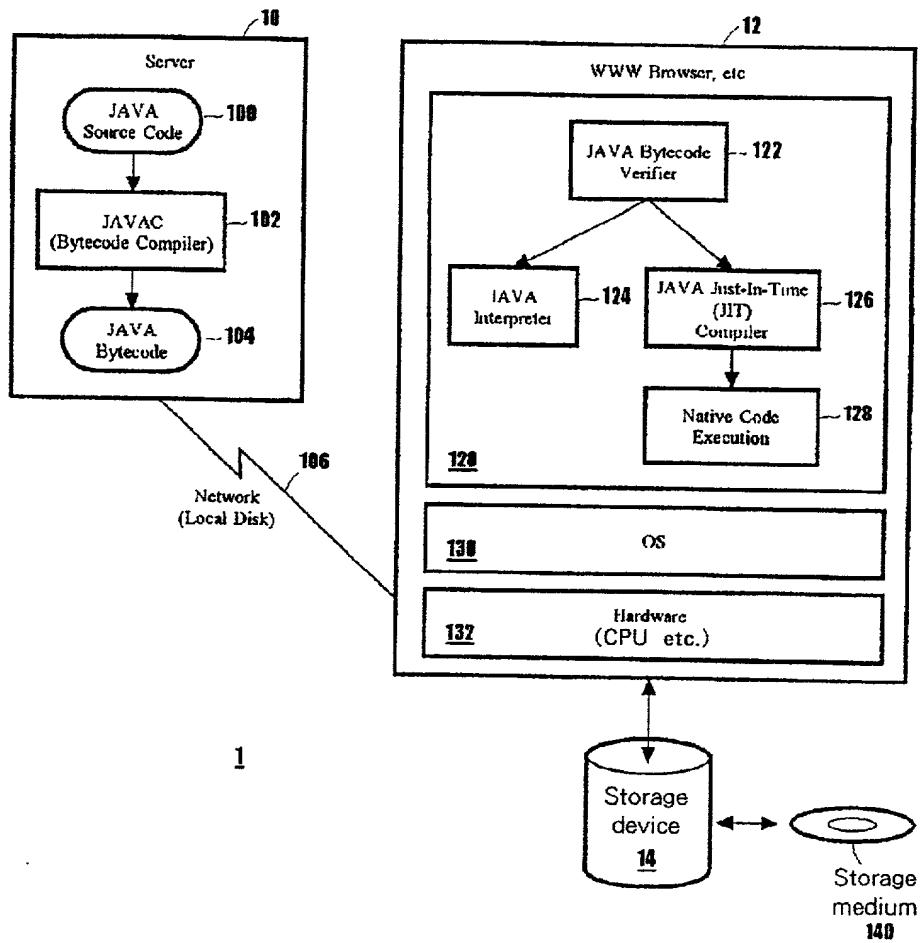 10
Server
JAVA
Source Code
100
JAVAC
(Bytecode Compiler)
102
JAVA
Bytecode
104
106
Network
(Local Disk)
12
WWW Browser, etc
JAVA Bytecode
Verifier
122
JAVA
Interpreter
124
JAVA Just-In-Time
(JIT)
Compiler
126
Native Code
Execution
128
120
130
OS
132
Hardware
(CPU etc.)
1
Storage
device
14
Storage
medium
140